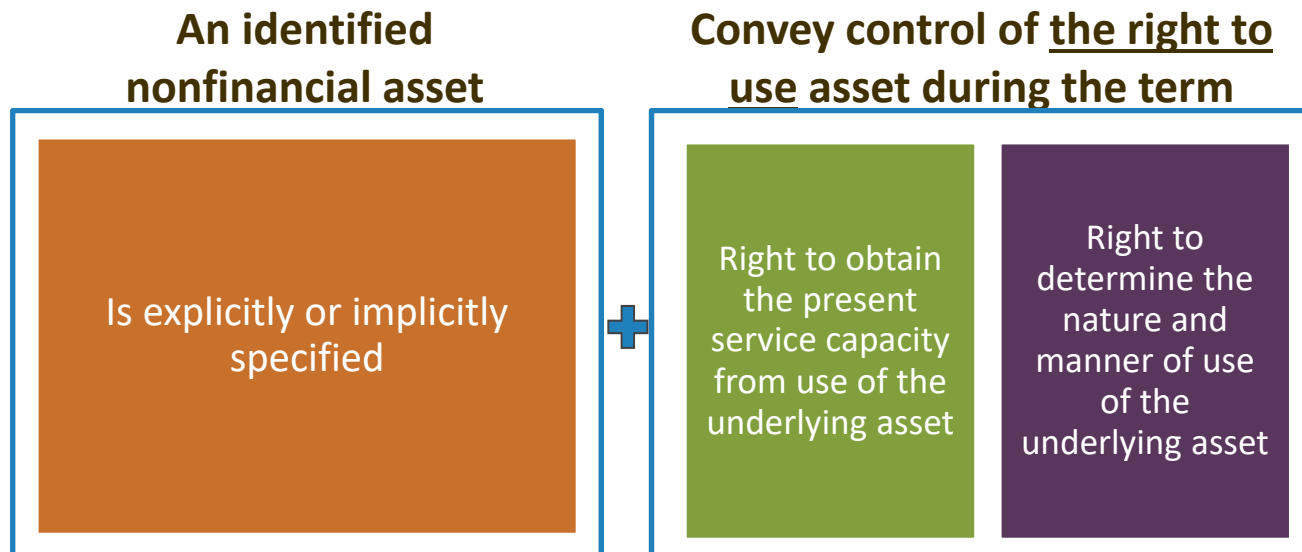 An identified
nonfinancial asset
Convey control of the right to
use asset during the term
Is explicitly or implicitly
specified
Right to obtain
the present
service capacity
from use of the
underlying asset
Right to
determine the
nature and
manner of use
of the
underlying asset